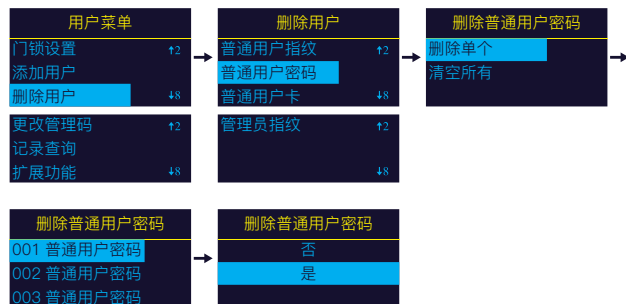 用户菜单
门锁设置 ↑2
添加用户
删除用户 ↓8
更改管理码 ↑2
记录查询
扩展功能 ↓8
删除用户
普通用户指纹 ↑2
普通用户密码
普通用户卡 ↓8
管理员指纹 ↑2
↓8
删除普通用户密码
删除单个
清空所有
删除普通用户密码
001 普通用户密码
002 普通用户密码
003 普通用户密码
删除普通用户密码
否
是